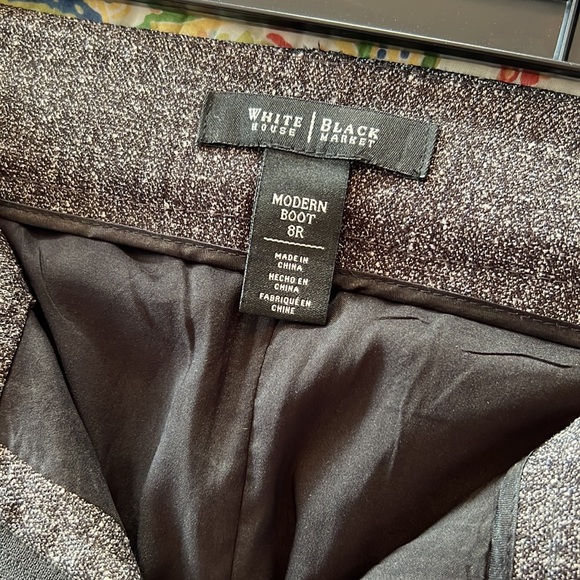 WHITE | BLACK
HOUSE | MARKET
MODERN
BOOT
8R
MADE IN
CHINA
HECHO EN
CHINA
FABRIQUÉ EN
CHINE